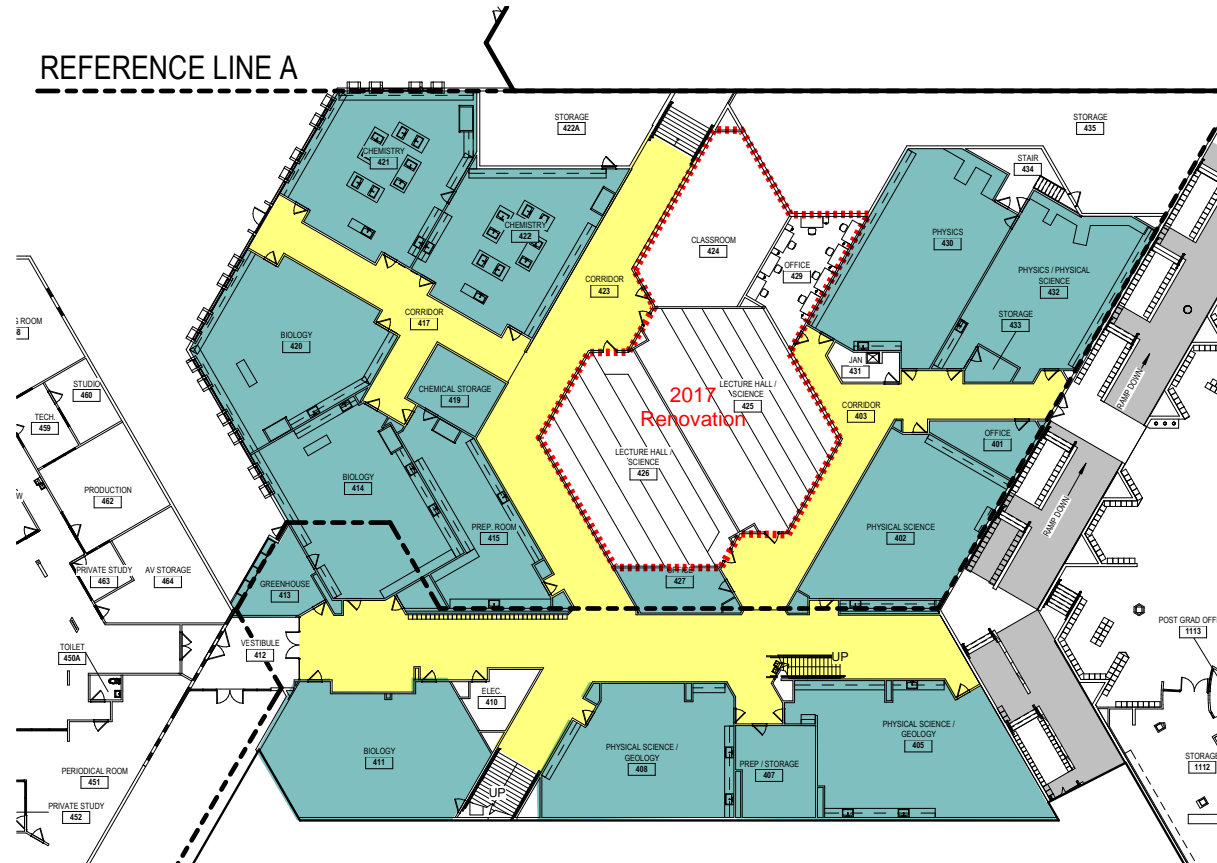 REFERENCE LINE A
STORAGE
422A
STORAGE
435
CHEMISTRY
421
STAIR
434
CHEMISTRY
422
CLASSROOM
424
PHYSICS
430
OFFICE
429
PHYSICS / PHYSICAL
SCIENCE
432
CORRIDOR
423
CORRIDOR
417
STORAGE
433
BIOLOGY
420
JAN
431
ROOM
STUDIO
460
CHEMICAL STORAGE
419
LECTURE HALL /
SCIENCE
425
2017
Renovation
RAMP DOWN
TECH.
459
CORRIDOR
403
OFFICE
401
LECTURE HALL /
SCIENCE
426
BIOLOGY
414
PRODUCTION
462
PREP. ROOM
415
PHYSICAL SCIENCE
402
RAMP DOWN
PRIVATE STUDY
463
AV STORAGE
464
GREENHOUSE
413
OFFICE
427
POST GRAD OFF
1113
TOILET
450A
VESTIBULE
412
UP
ELEC.
410
BIOLOGY
411
PHYSICAL SCIENCE /
GEOLOGY
408
PREP / STORAGE
407
PHYSICAL SCIENCE /
GEOLOGY
405
STORAGE
1112
PERIODICAL ROOM
451
UP
PRIVATE STUDY
452